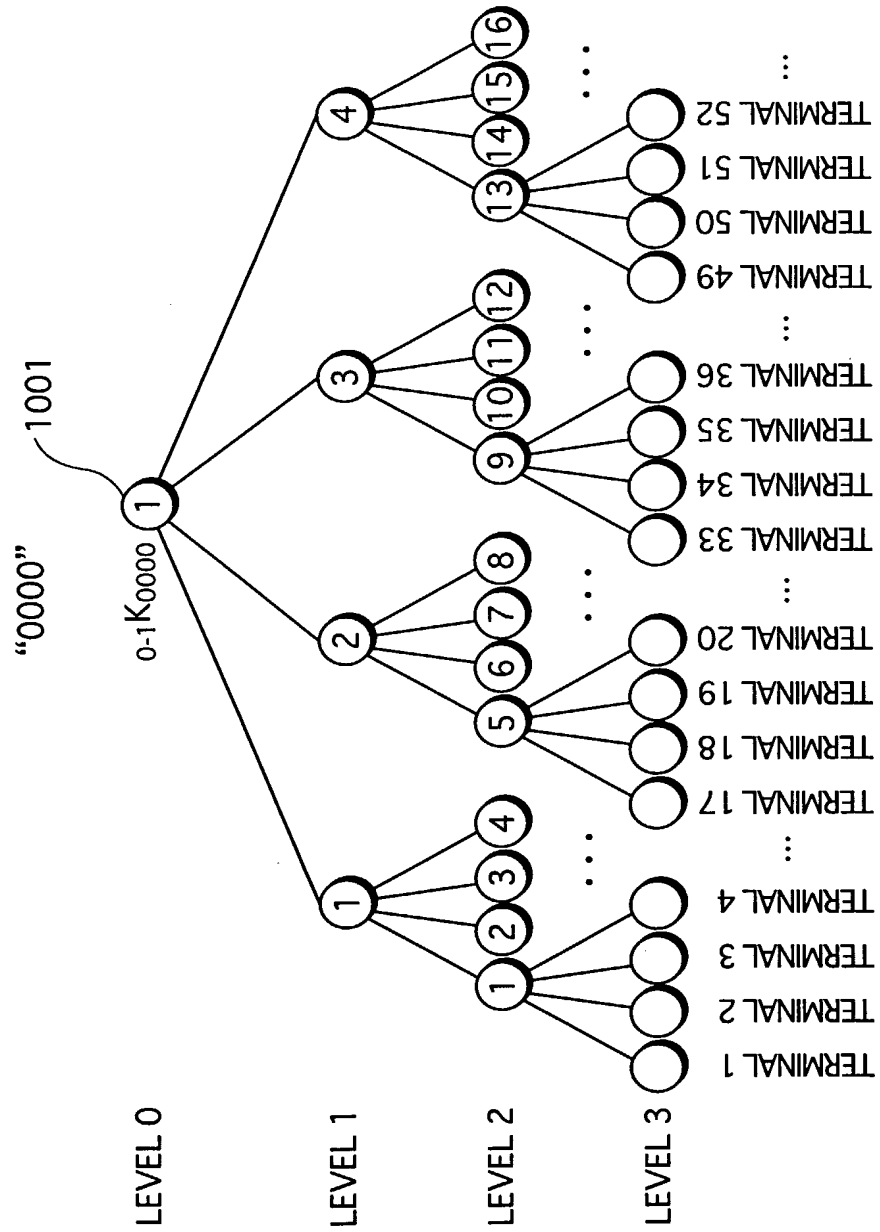 "0000"
1001
0-1K0000
LEVEL 0
1
LEVEL 1
1 2 3 4
LEVEL 2
1 2 3 4 5 6 7 8 9 10 11 12 13 14 15 16
... ... ... ...
LEVEL 3
TERMINAL 1
TERMINAL 2
TERMINAL 3
TERMINAL 4
...
TERMINAL 17
TERMINAL 18
TERMINAL 19
TERMINAL 20
...
TERMINAL 33
TERMINAL 34
TERMINAL 35
TERMINAL 36
...
TERMINAL 49
TERMINAL 50
TERMINAL 51
TERMINAL 52
...